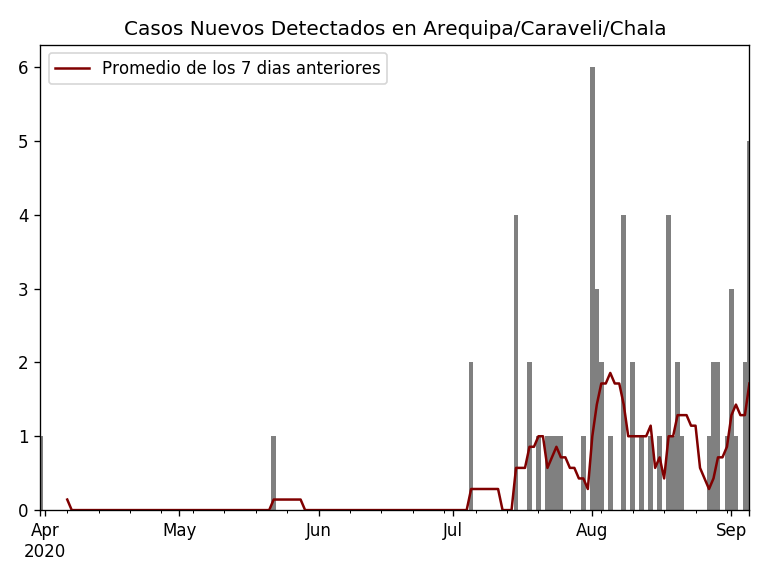 Casos Nuevos Detectados en Arequipa/Caraveli/Chala
Promedio de los 7 dias anteriores
6
5
4
3
2
1
0
Apr May Jun Jul Aug Sep
2020